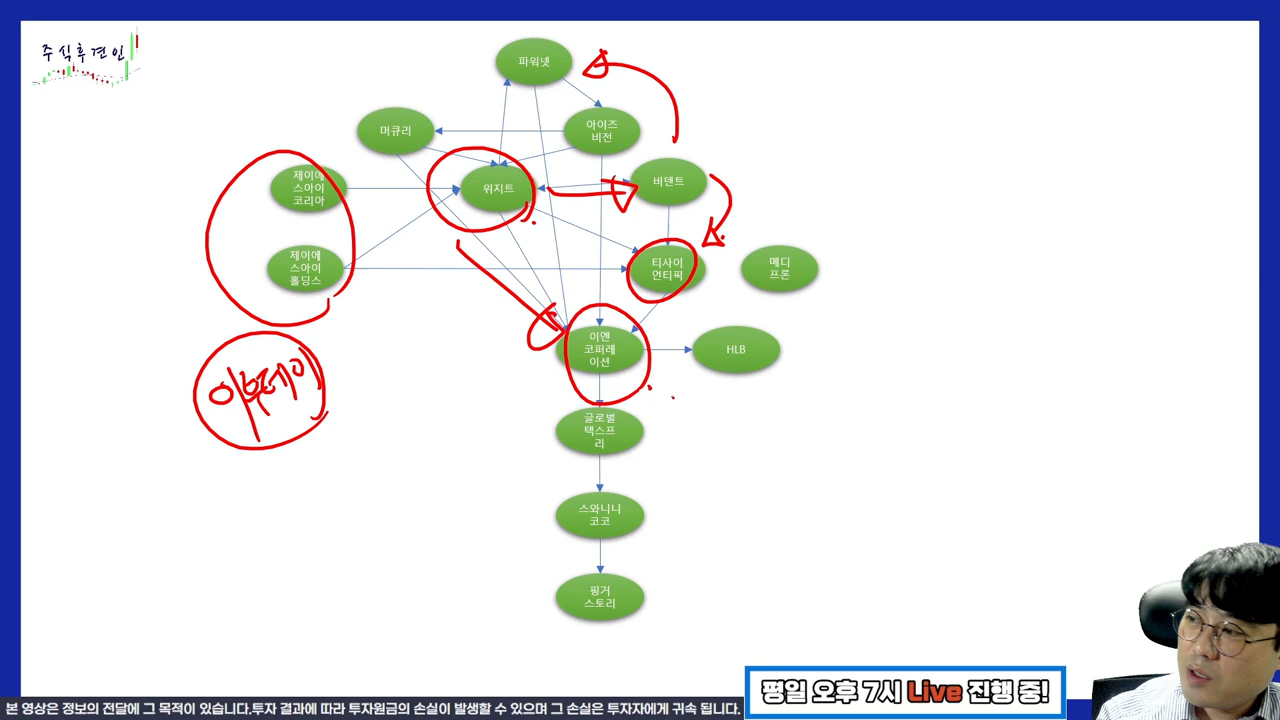 주식후견인
파워넷
머큐리
아이즈
비전
제이에
스아이
코리아
위지트
비덴트
제이에
스아이
홀딩스
티사이
언티픽
메디
프론
이멘
코퍼레
이션
HLB
이북데이
글로벌
택스프
리
스와니니
코코
핑거
스토리
평일 오후 7시 Live 진행 중!
본 영상은 정보의 전달에 그 목적이 있습니다.투자 결과에 따라 투자원금의 손실이 발생할 수 있으며 그 손실은 투자자에게 귀속 됩니다.